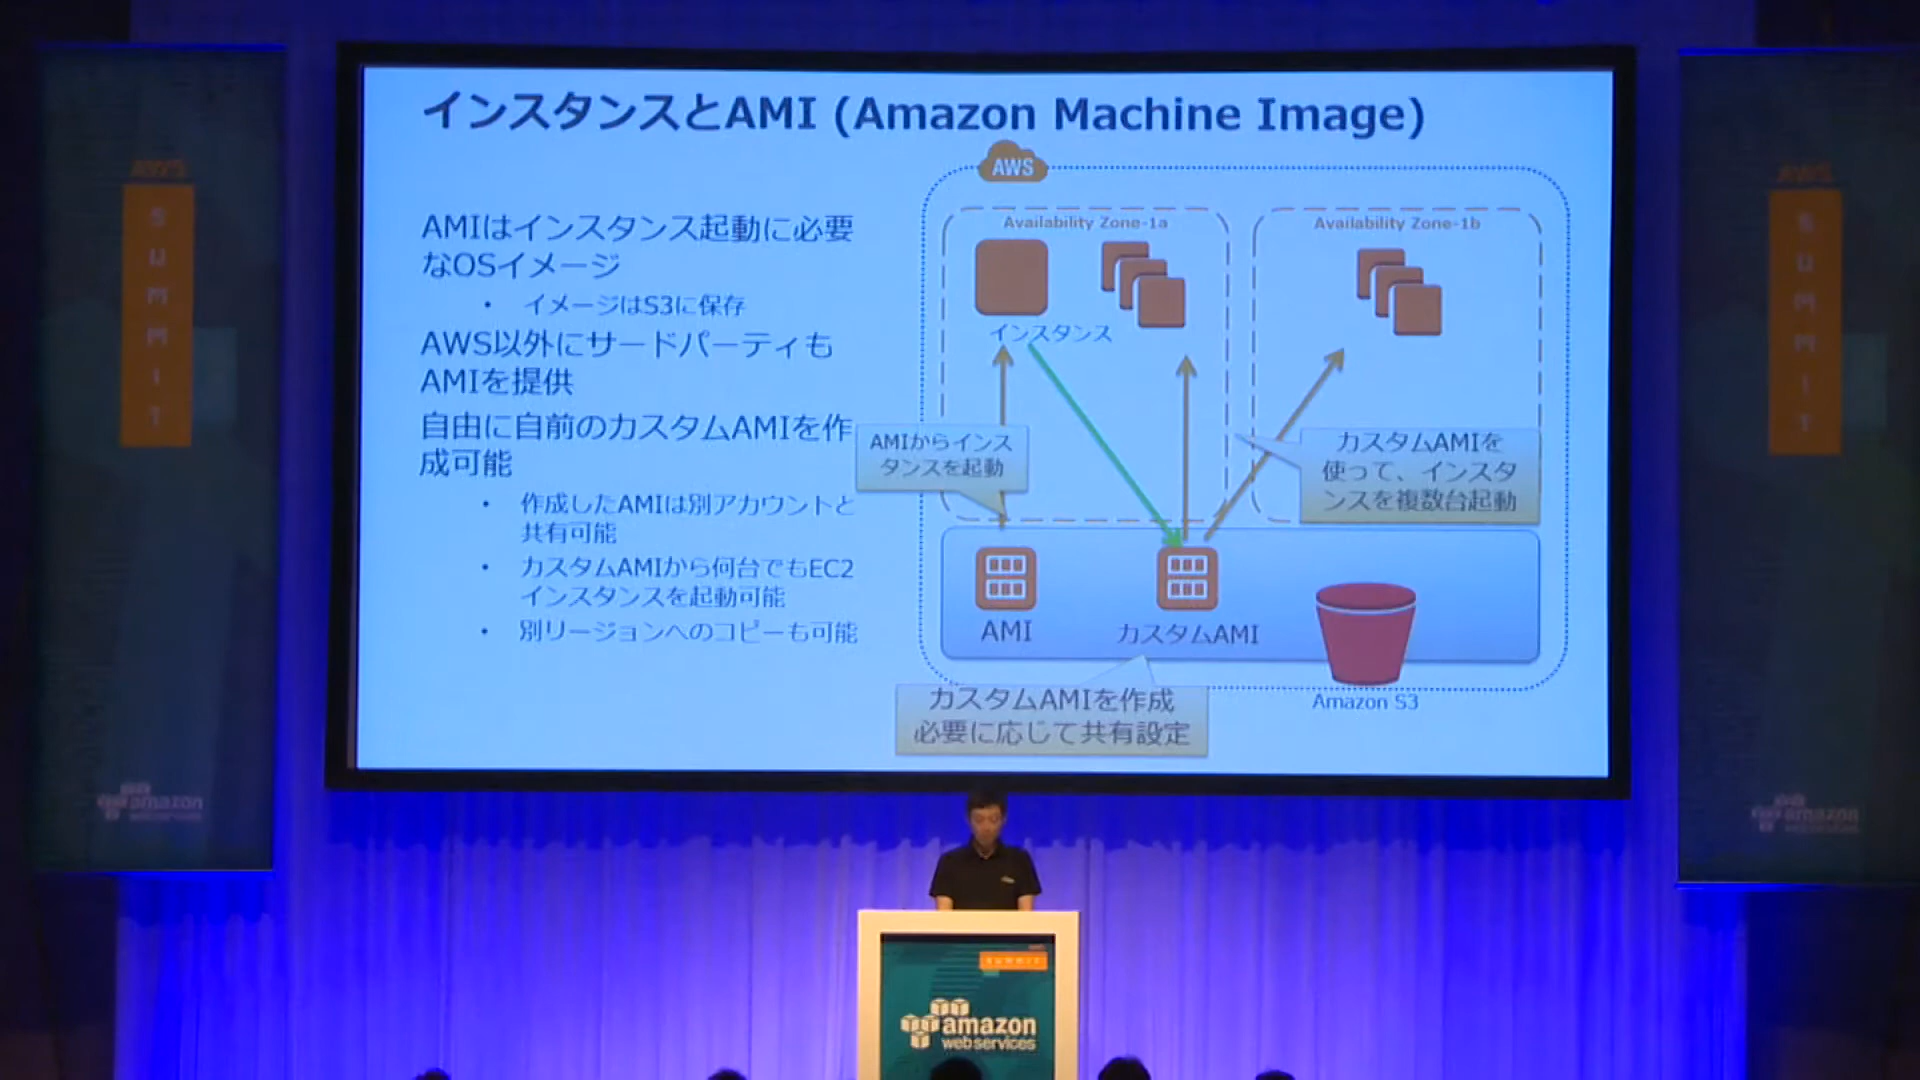 インスタンスとAMI (Amazon Machine Image)
AMIはインスタンス起動に必要
なOSイメージ
• イメージはS3に保存
AWS以外にサードパーティも
AMIを提供
自由に自前のカスタムAMIを作
成可能
• 作成したAMIは別アカウントと
共有可能
• カスタムAMIから何台でもEC2
インスタンスを起動可能
• 別リージョンへのコピーも可能
AWS
Availability Zone-1a
Availability Zone-1b
インスタンス
AMIからインス
タンスを起動
カスタムAMIを
使って、インスタ
ンスを複数台起動
AMI
カスタムAMI
Amazon S3
カスタムAMIを作成
必要に応じて共有設定
AWS
SUMMIT
amazon
webservices
AWS
SUMMIT
amazon
webservices
SUMMIT
amazon
webservices